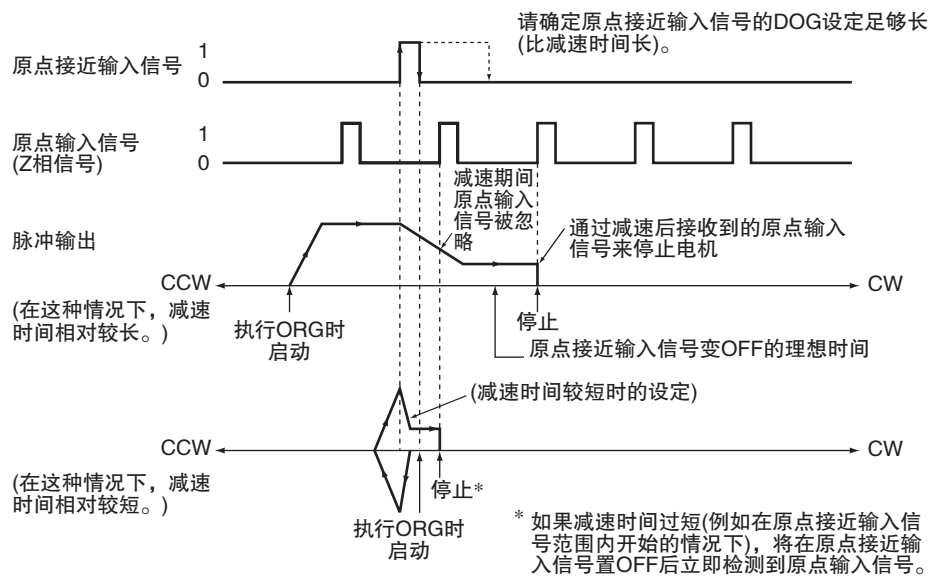 请确定原点接近输入信号的DOG设定足够长
(比减速时间长)。
原点接近输入信号
1
0
原点输入信号
(Z相信号)
1
0
减速期间
原点输入
信号被忽
略
脉冲输出
通过减速后接收到的原点输入
信号来停止电机
CCW
CW
(在这种情况下，减速
时间相对较长。)
执行ORG时
启动
停止
原点接近输入信号变OFF的理想时间
(减速时间较短时的设定)
CCW
CW
(在这种情况下，减速
时间相对较短。)
停止*
执行ORG时
启动
* 如果减速时间过短(例如在原点接近输入信
号范围内开始的情况下)，将在原点接近输
入信号置OFF后立即检测到原点输入信号。